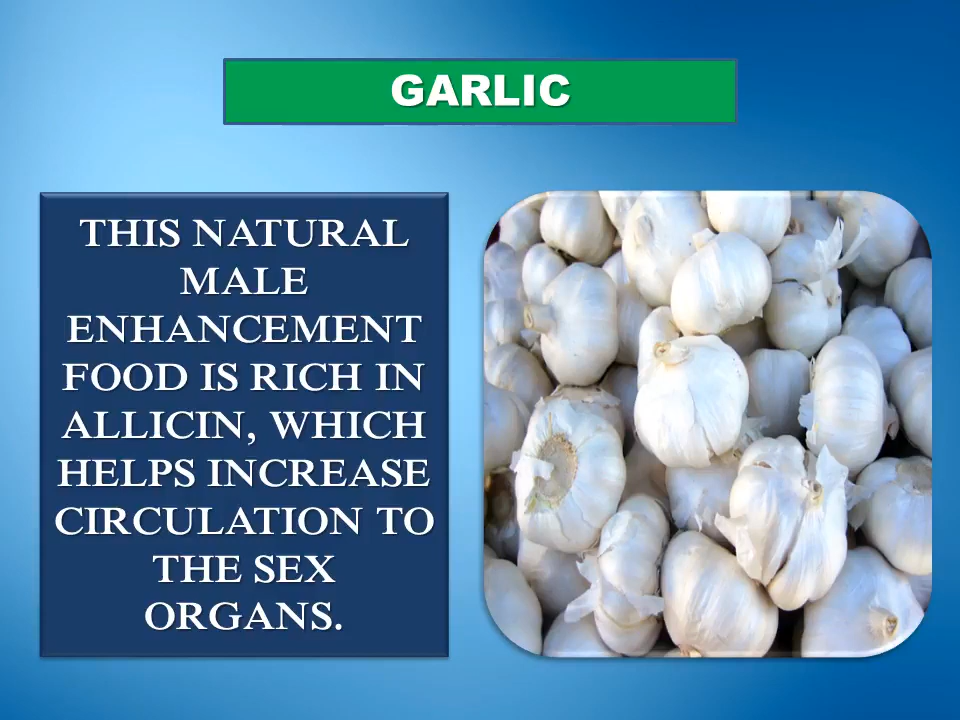 GARLIC
THIS NATURAL
MALE
ENHANCEMENT
FOOD IS RICH IN
ALLICIN, WHICH
HELPS INCREASE
CIRCULATION TO
THE SEX
ORGANS.